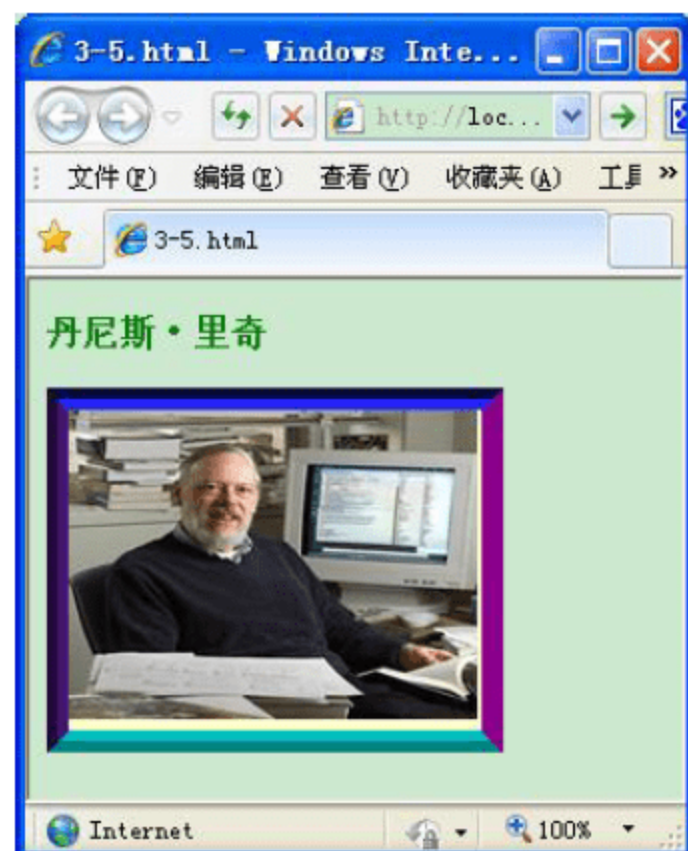 3-5.html - Windows Inte...
http://loc...
文件(F) 编辑(E) 查看(V) 收藏夹(A) 工具 »
3-5.html
丹尼斯·里奇
Internet 100%